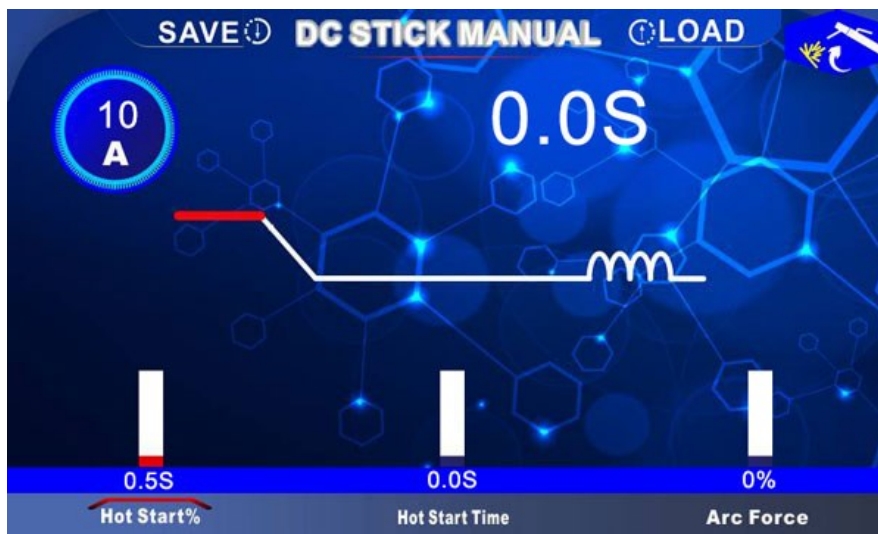 SAVE DC STICK MANUAL LOAD
10
A
0.0S
0.5S 0.0S 0%
Hot Start% Hot Start Time Arc Force